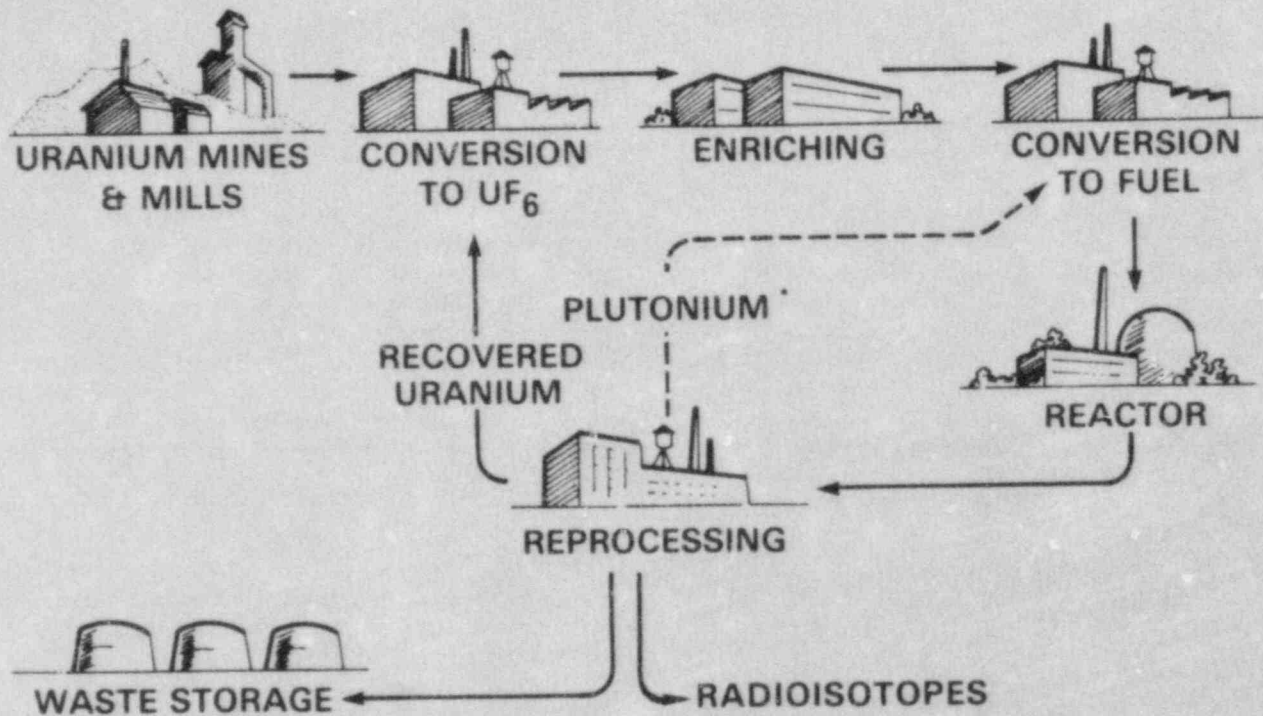 URANIUM MINES
& MILLS
CONVERSION
TO UF₆
ENRICHING
CONVERSION
TO FUEL
PLUTONIUM
RECOVERED
URANIUM
REACTOR
REPROCESSING
WASTE STORAGE
RADIOISOTOPES